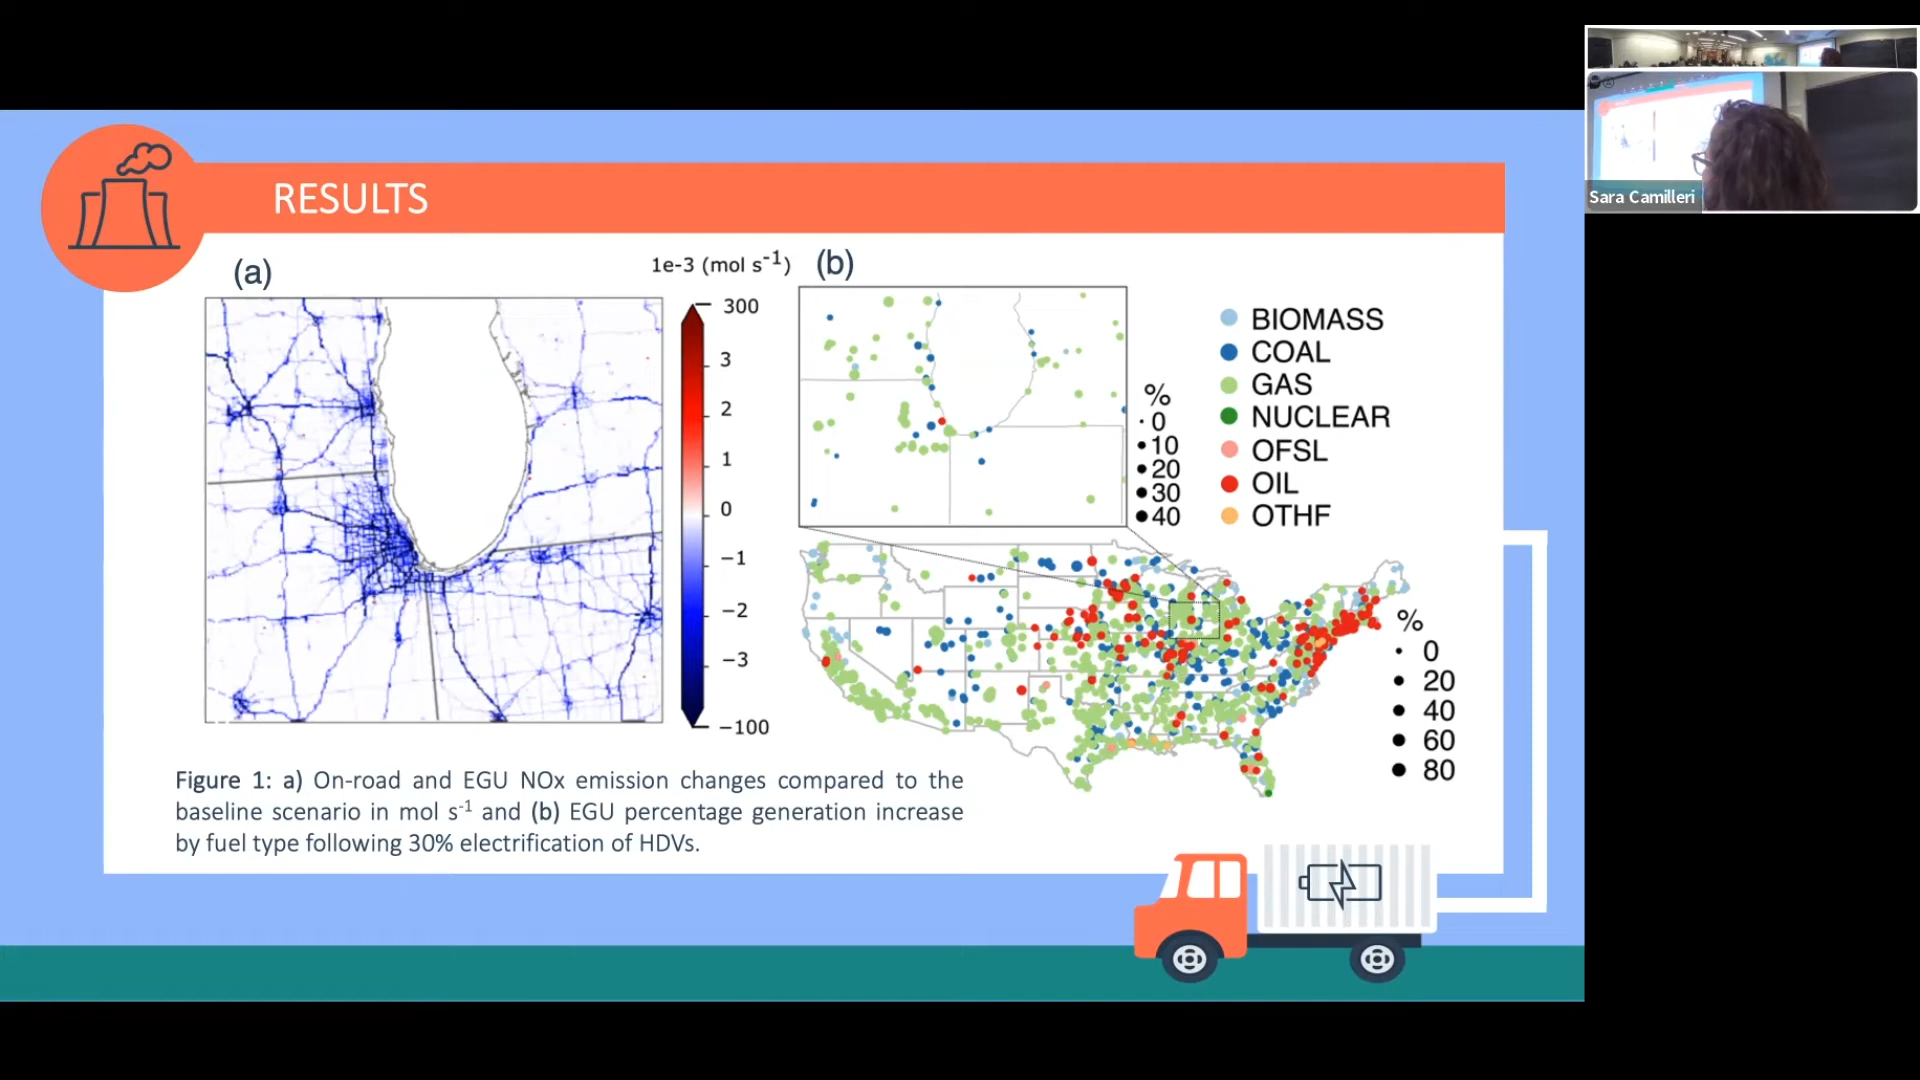 RESULTS
(a)
1e-3 (mol s⁻¹)
300
3
2
1
0
−1
−2
−3
−100
(b)
%
0
10
20
30
40
BIOMASS
COAL
GAS
NUCLEAR
OFSL
OIL
OTHF
%
0
20
40
60
80
Figure 1: a) On-road and EGU NOx emission changes compared to the
baseline scenario in mol s⁻¹ and (b) EGU percentage generation increase
by fuel type following 30% electrification of HDVs.
Sara Camilleri